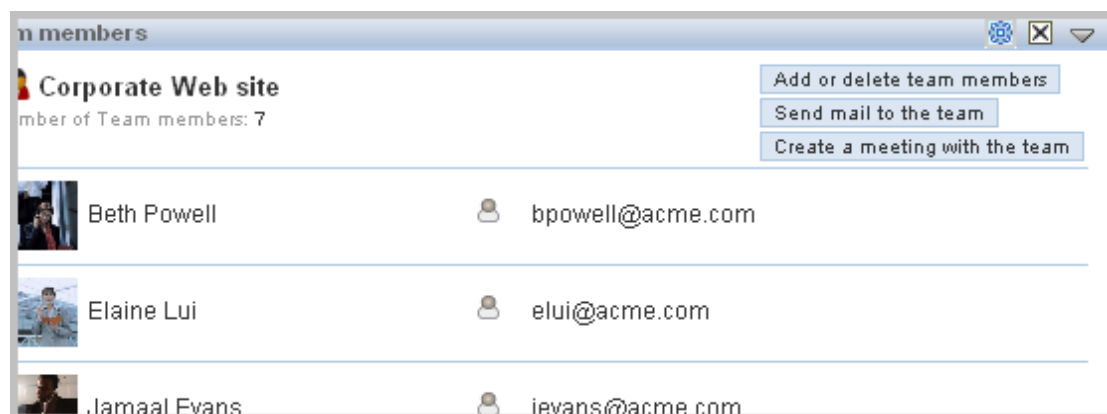 m members
Corporate Web site
mber of Team members: 7
Add or delete team members
Send mail to the team
Create a meeting with the team
Beth Powell
bpowell@acme.com
Elaine Lui
elui@acme.com
Jamaal Evans
jevans@acme.com